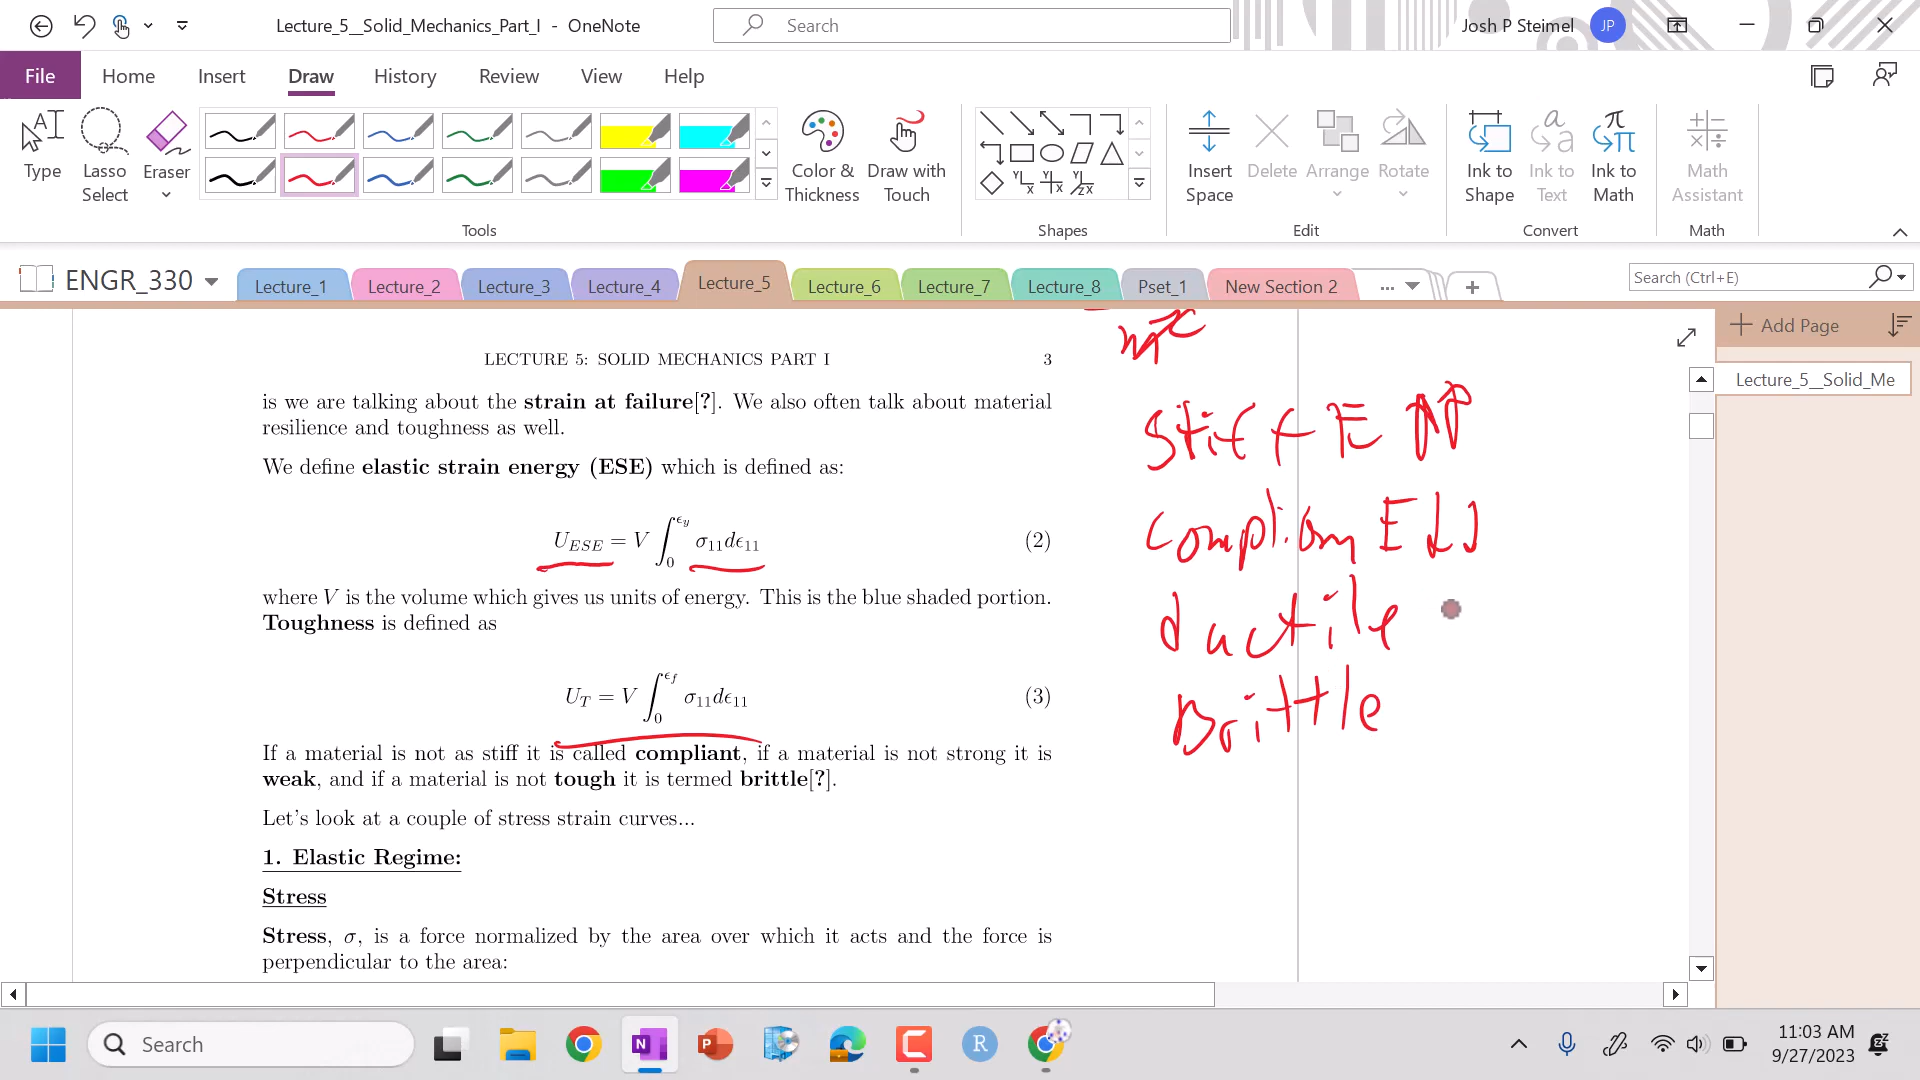 Lecture_5__Solid_Mechanics_Part_I - OneNote
Search
Josh P Steimel
JP
File Home Insert Draw History Review View Help
Type
Lasso Select
Eraser
Color & Thickness
Draw with Touch
Insert Space
Delete
Arrange
Rotate
Ink to Shape
Ink to Text
Ink to Math
Math Assistant
Tools
Shapes
Edit
Convert
Math
ENGR_330
Lecture_1 Lecture_2 Lecture_3 Lecture_4 Lecture_5 Lecture_6 Lecture_7 Lecture_8 Pset_1 New Section 2 ...
Search (Ctrl+E)
Add Page
Lecture_5__Solid_Me
LECTURE 5: SOLID MECHANICS PART I 3
is we are talking about the strain at failure[?]. We also often talk about material
resilience and toughness as well.
We define elastic strain energy (ESE) which is defined as:
U_ESE = V ∫_0^ϵ_y σ_11 dϵ_11 (2)
where V is the volume which gives us units of energy. This is the blue shaded portion.
Toughness is defined as
U_T = V ∫_0^ϵ_f σ_11 dϵ_11 (3)
If a material is not as stiff it is called compliant, if a material is not strong it is
weak, and if a material is not tough it is termed brittle[?].
Let's look at a couple of stress strain curves...
1. Elastic Regime:
Stress
Stress, σ, is a force normalized by the area over which it acts and the force is
perpendicular to the area:
Stiff E ↑↑
E ↓↓
ductile
Brittle
Search
11:03 AM
9/27/2023